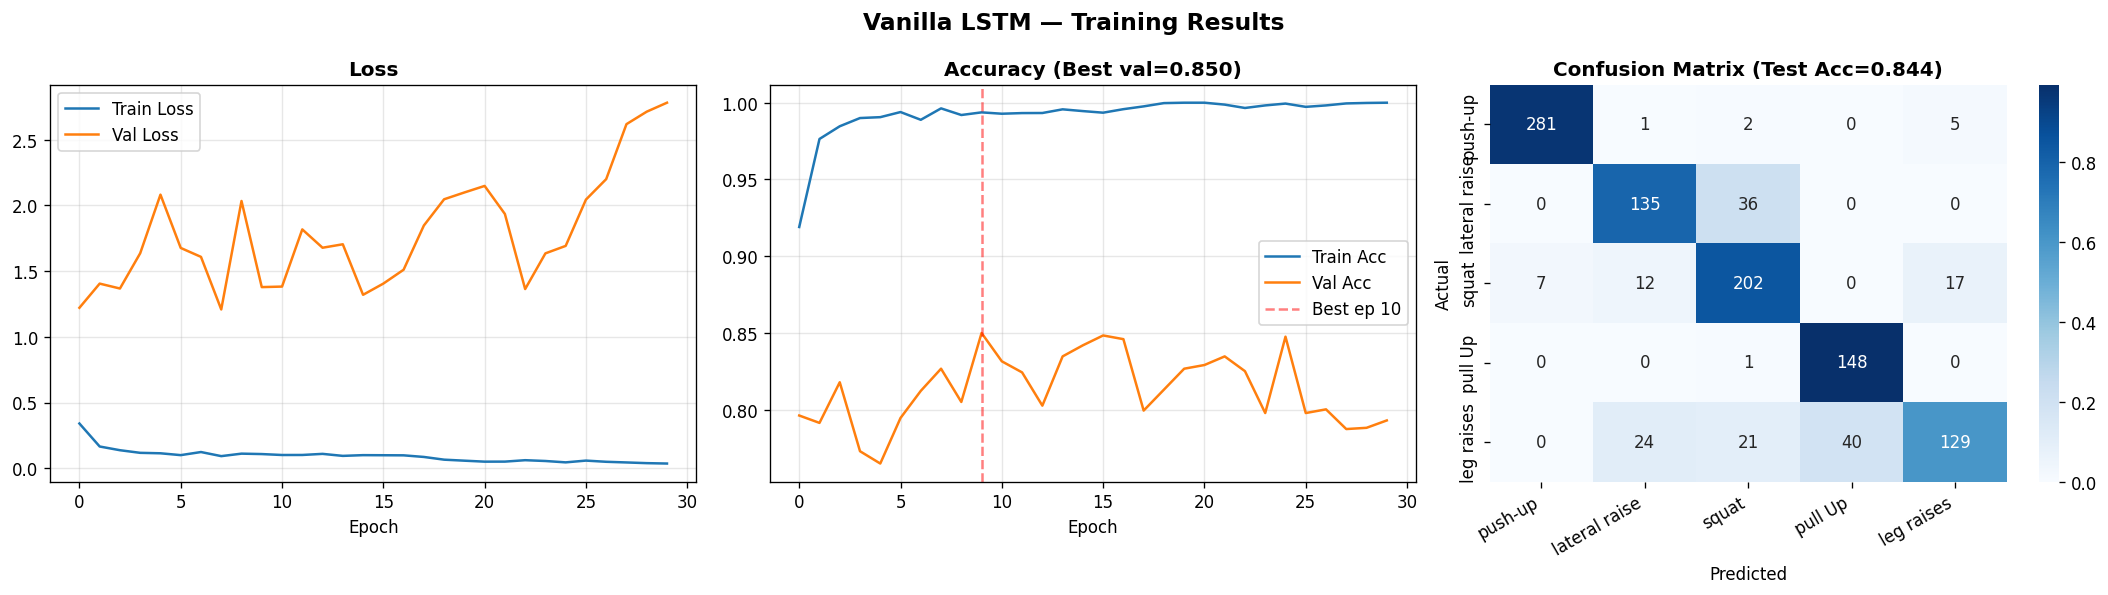 Vanilla LSTM — Training Results
Loss
Train Loss
Val Loss
2.5
2.0
1.5
1.0
0.5
0.0
0 5 10 15 20 25 30
Epoch
Accuracy (Best val=0.850)
1.00
0.95
0.90
0.85
0.80
Train Acc
Val Acc
Best ep 10
0 5 10 15 20 25 30
Epoch
Confusion Matrix (Test Acc=0.844)
Actual
push-up 281 1 2 0 5
lateral raise 0 135 36 0 0
squat 7 12 202 0 17
pull Up 0 0 1 148 0
leg raises 0 24 21 40 129
push-up lateral raise squat pull Up leg raises
Predicted
0.8
0.6
0.4
0.2
0.0